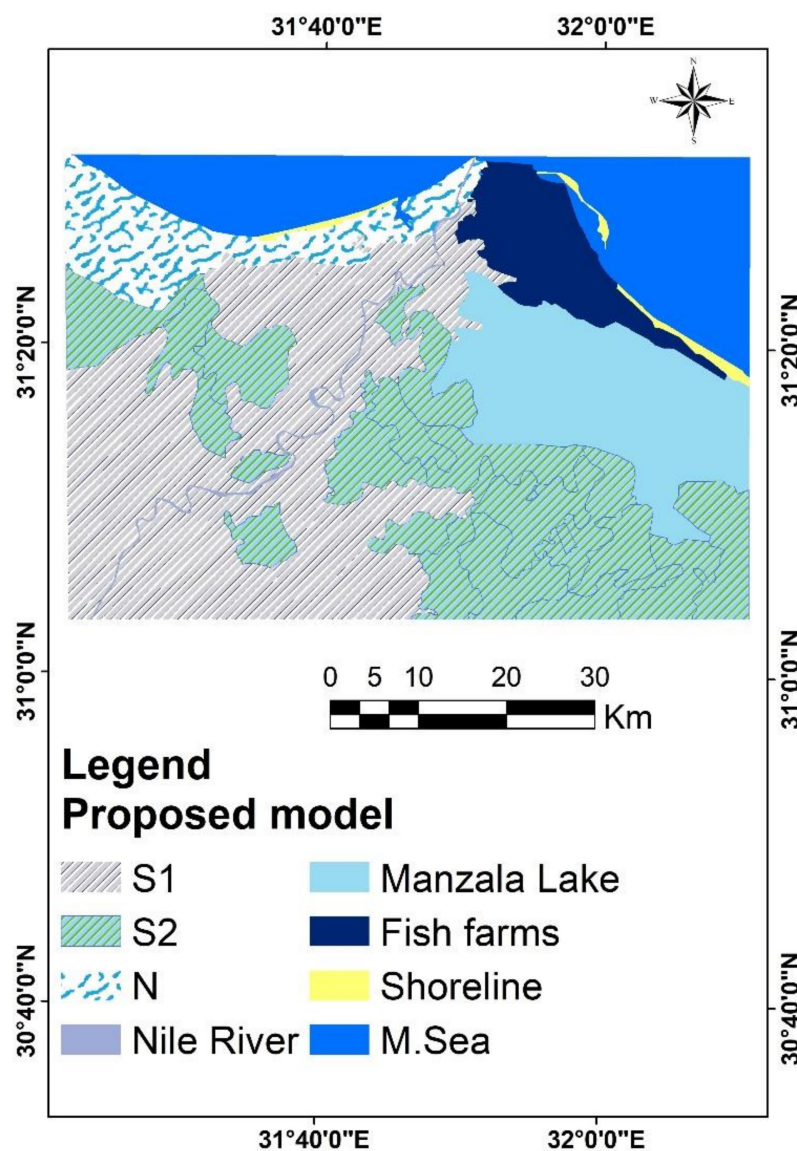 31°40'0"E 32°0'0"E
N
W E
S
31°20'0"N 31°20'0"N
31°0'0"N 31°0'0"N
0 5 10 20 30
Km
Legend
Proposed model
S1 Manzala Lake
S2 Fish farms
N Shoreline
Nile River M.Sea
30°40'0"N 30°40'0"N
31°40'0"E 32°0'0"E